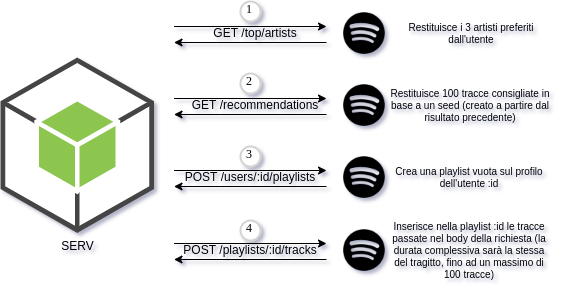 1
GET /top/artists
Restituisce i 3 artisti preferiti
dall'utente
2
GET /recommendations
Restituisce 100 tracce consigliate in
base a un seed (creato a partire dal
risultato precedente)
3
POST /users/:id/playlists
Crea una playlist vuota sul profilo
dell'utente :id
4
POST /playlists/:id/tracks
Inserisce nella playlist :id le tracce
passate nel body della richiesta (la
durata complessiva sarà la stessa
del tragitto, fino ad un massimo di
100 tracce)
SERV